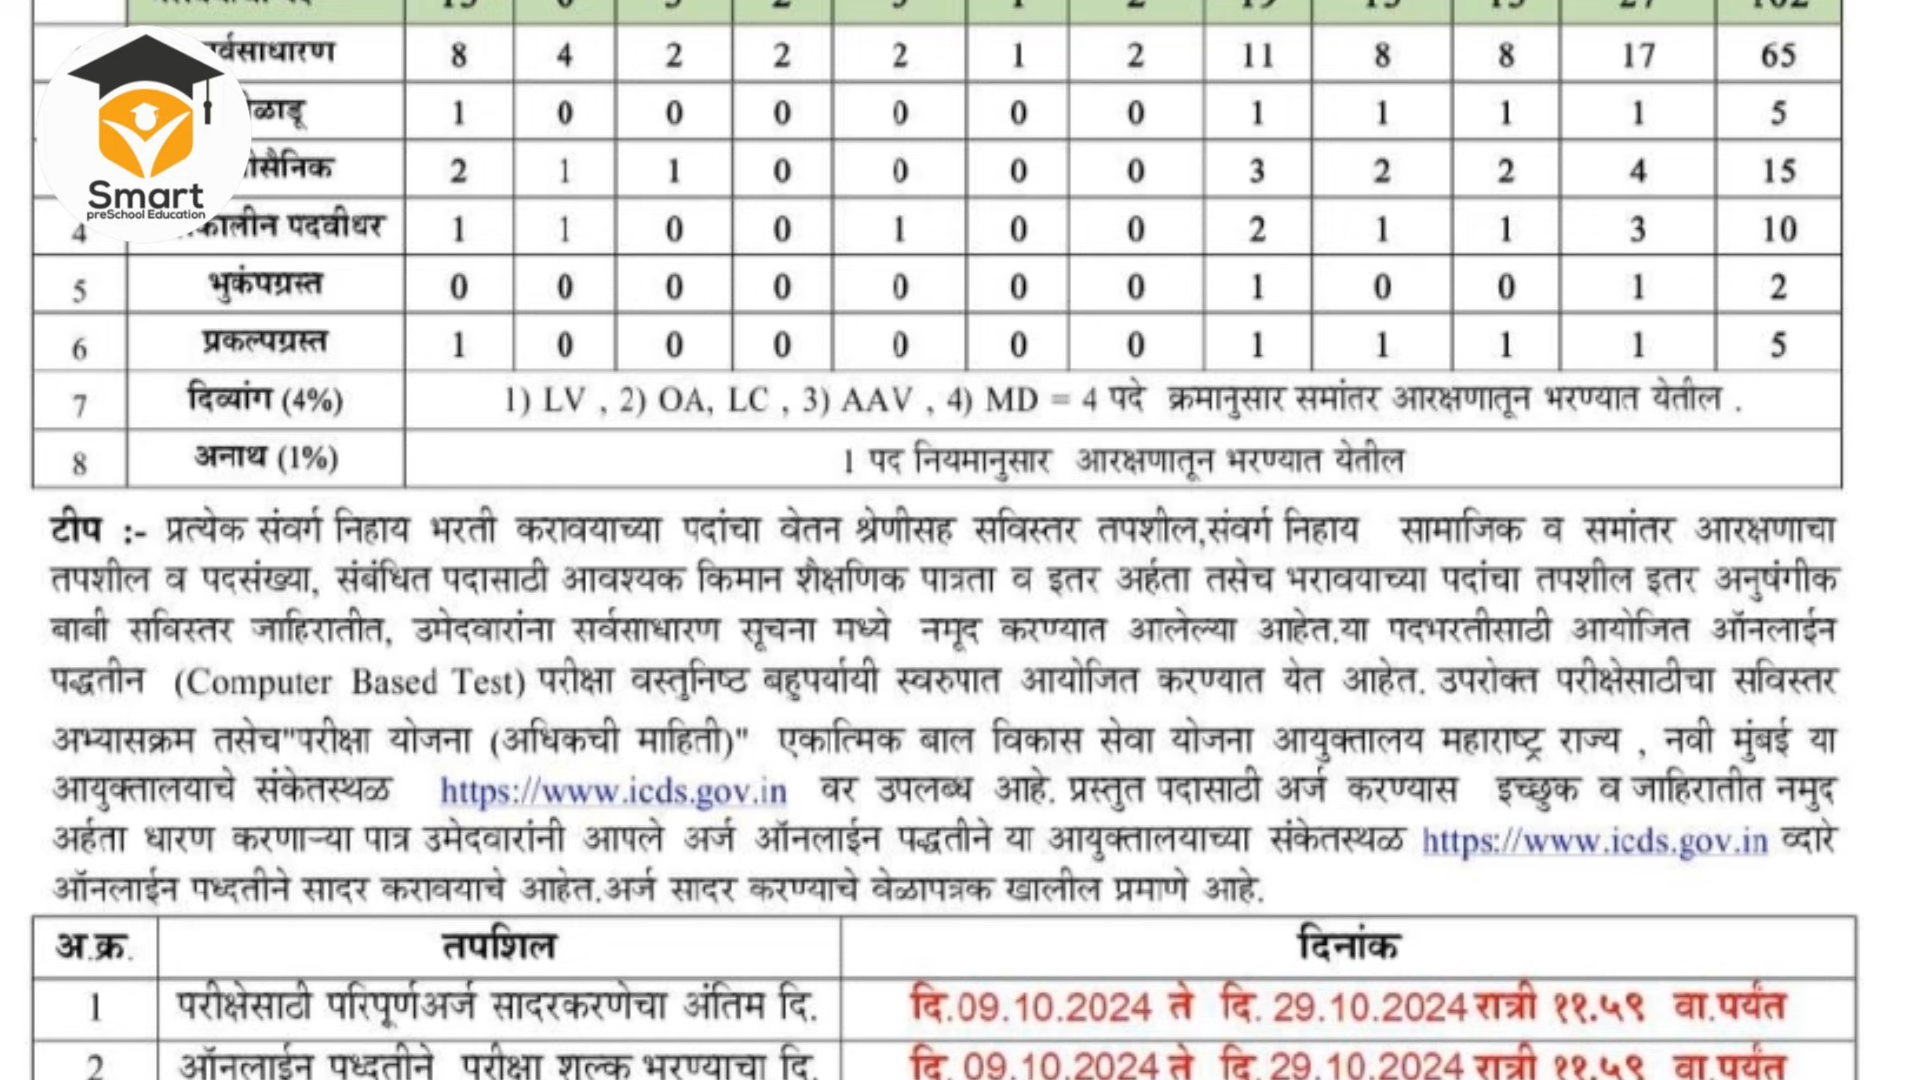 र्वसाधारण 8 4 2 2 2 1 2 11 8 8 17 65
ळाडू 1 0 0 0 0 0 0 1 1 1 1 5
सैनिक 2 1 1 0 0 0 0 3 2 2 4 15
Smart
preSchool Education
4 कालीन पदवीधर 1 1 0 0 1 0 0 2 1 1 3 10
5 भुकंपग्रस्त 0 0 0 0 0 0 0 1 0 0 1 2
6 प्रकल्पग्रस्त 1 0 0 0 0 0 0 1 1 1 1 5
7 दिव्यांग (4%) 1) LV , 2) OA, LC , 3) AAV , 4) MD = 4 पदे क्रमानुसार समांतर आरक्षणातून भरण्यात येतील .
8 अनाथ (1%) 1 पद नियमानुसार आरक्षणातून भरण्यात येतील
टीप :- प्रत्येक संवर्ग निहाय भरती करावयाच्या पदांचा वेतन श्रेणीसह सविस्तर तपशील,संवर्ग निहाय सामाजिक व समांतर आरक्षणाचा
तपशील व पदसंख्या, संबंधित पदासाठी आवश्यक किमान शैक्षणिक पात्रता व इतर अर्हता तसेच भरावयाच्या पदांचा तपशील इतर अनुषंगीक
बाबी सविस्तर जाहिरातीत, उमेदवारांना सर्वसाधारण सूचना मध्ये नमूद करण्यात आलेल्या आहेत.या पदभरतीसाठी आयोजित ऑनलाईन
पद्धतीन (Computer Based Test) परीक्षा वस्तुनिष्ट बहुपर्यायी स्वरुपात आयोजित करण्यात येत आहेत. उपरोक्त परीक्षेसाठीचा सविस्तर
अभ्यासक्रम तसेच"परीक्षा योजना (अधिकची माहिती)" एकात्मिक बाल विकास सेवा योजना आयुक्तालय महाराष्ट्र राज्य , नवी मुंबई या
आयुक्तालयाचे संकेतस्थळ https://www.icds.gov.in वर उपलब्ध आहे. प्रस्तुत पदासाठी अर्ज करण्यास इच्छुक व जाहिरातीत नमुद
अर्हता धारण करणाऱ्या पात्र उमेदवारांनी आपले अर्ज ऑनलाईन पद्धतीने या आयुक्तालयाच्या संकेतस्थळ https://www.icds.gov.in व्दारे
ऑनलाईन पध्दतीने सादर करावयाचे आहेत.अर्ज सादर करण्याचे वेळापत्रक खालील प्रमाणे आहे.
अ.क्र. तपशिल दिनांक
1 परीक्षेसाठी परिपूर्णअर्ज सादरकरणेचा अंतिम दि. दि.09.10.2024 ते दि. 29.10.2024 रात्री ११.५९ वा.पर्यंत
2 ऑनलाईन पध्दतीने परीक्षा शुल्क भरण्याचा दि. दि.09.10.2024 ते दि.29.10.2024 रात्री ११.५९ वा.पर्यंत